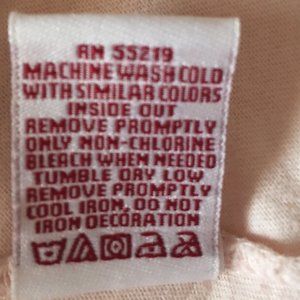 RN 55219
MACHINE WASH COLD
WITH SIMILAR COLORS
INSIDE OUT
REMOVE PROMPTLY
ONLY NON-CHLORINE
BLEACH WHEN NEEDED
TUMBLE DRY LOW
REMOVE PROMPTLY
COOL IRON, DO NOT
IRON DECORATION